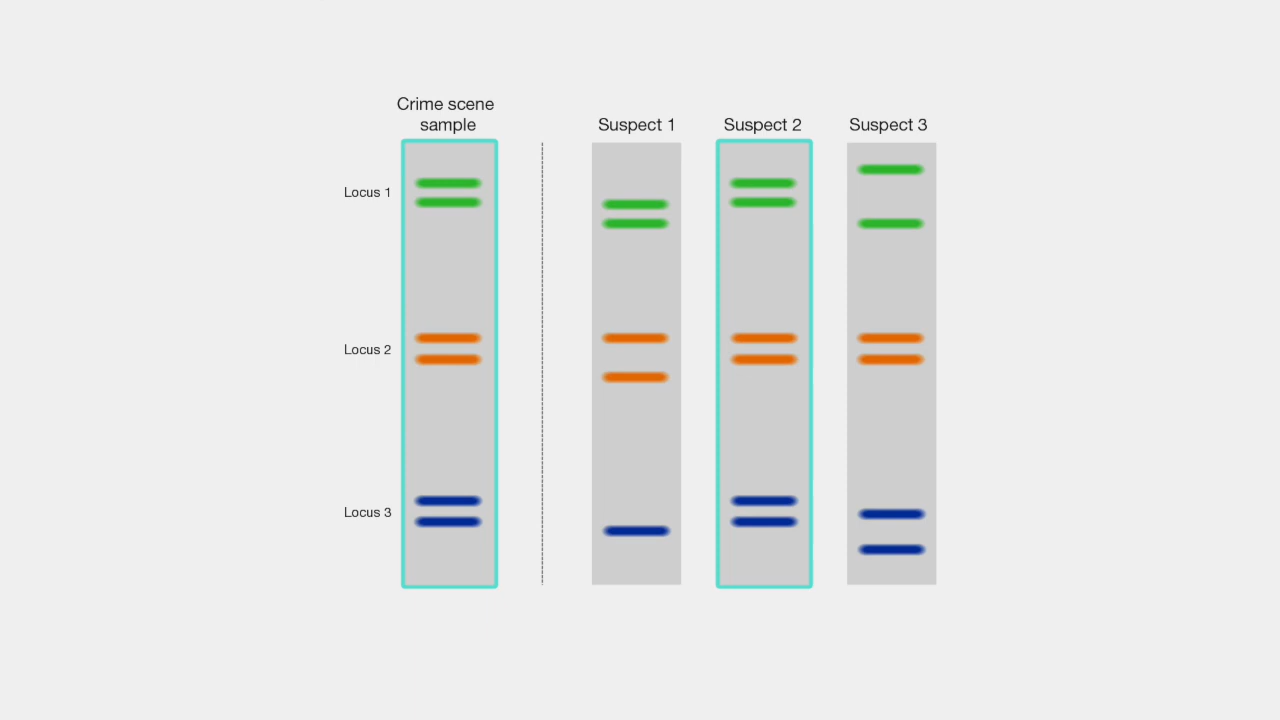 Crime scene
sample
Suspect 1
Suspect 2
Suspect 3
Locus 1
Locus 2
Locus 3